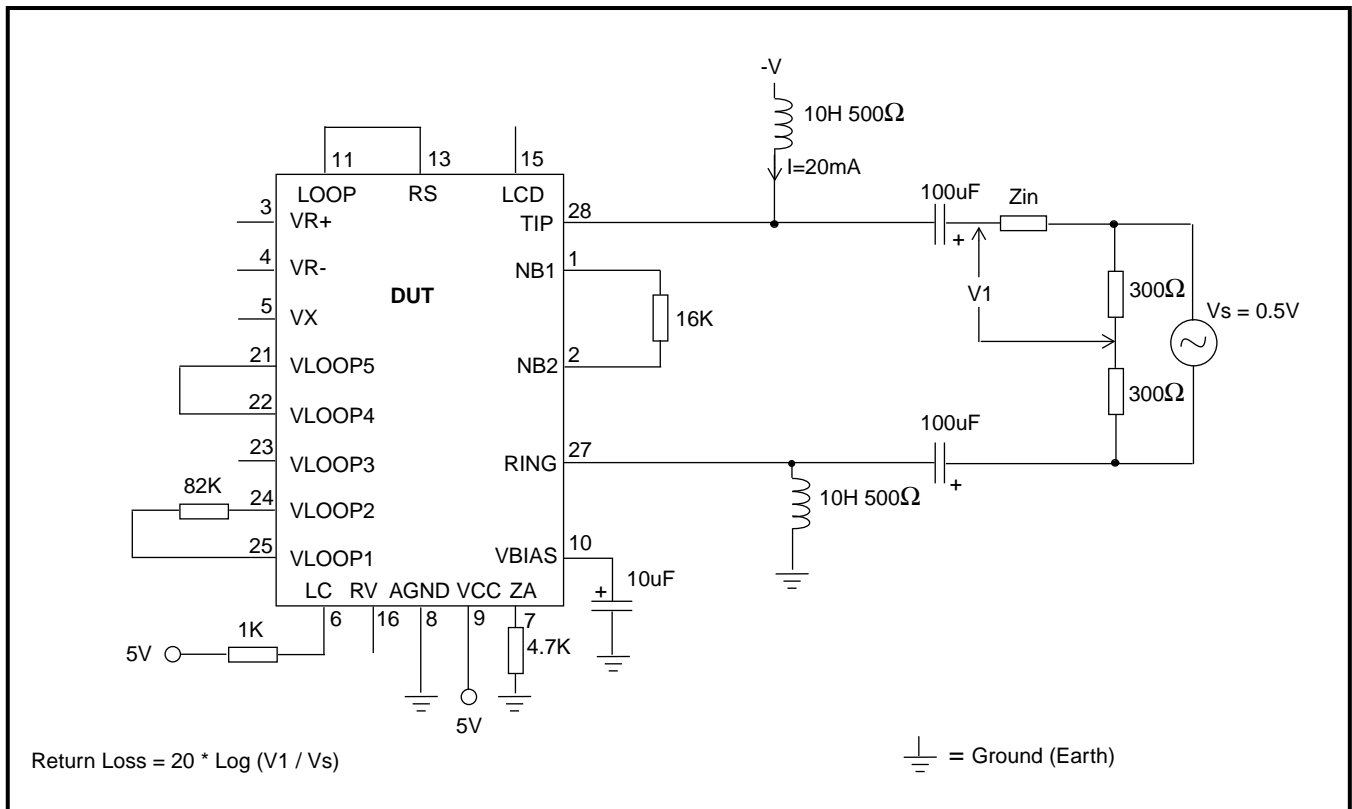 -V
10H 500Ω
I=20mA
11
13
15
LOOP
RS
LCD
100uF
Zin
+
3
VR+
TIP
28
4
VR-
NB1
1
DUT
V1
300Ω
Vs = 0.5V
5
VX
16K
21
VLOOP5
NB2
2
300Ω
22
VLOOP4
100uF
23
VLOOP3
RING
27
+
82K
24
VLOOP2
10H 500Ω
25
VLOOP1
VBIAS
10
+
10uF
LC
RV
AGND
VCC
ZA
6
16
8
9
7
1K
5V
4.7K
5V
Return Loss = 20 * Log (V1 / Vs)
= Ground (Earth)